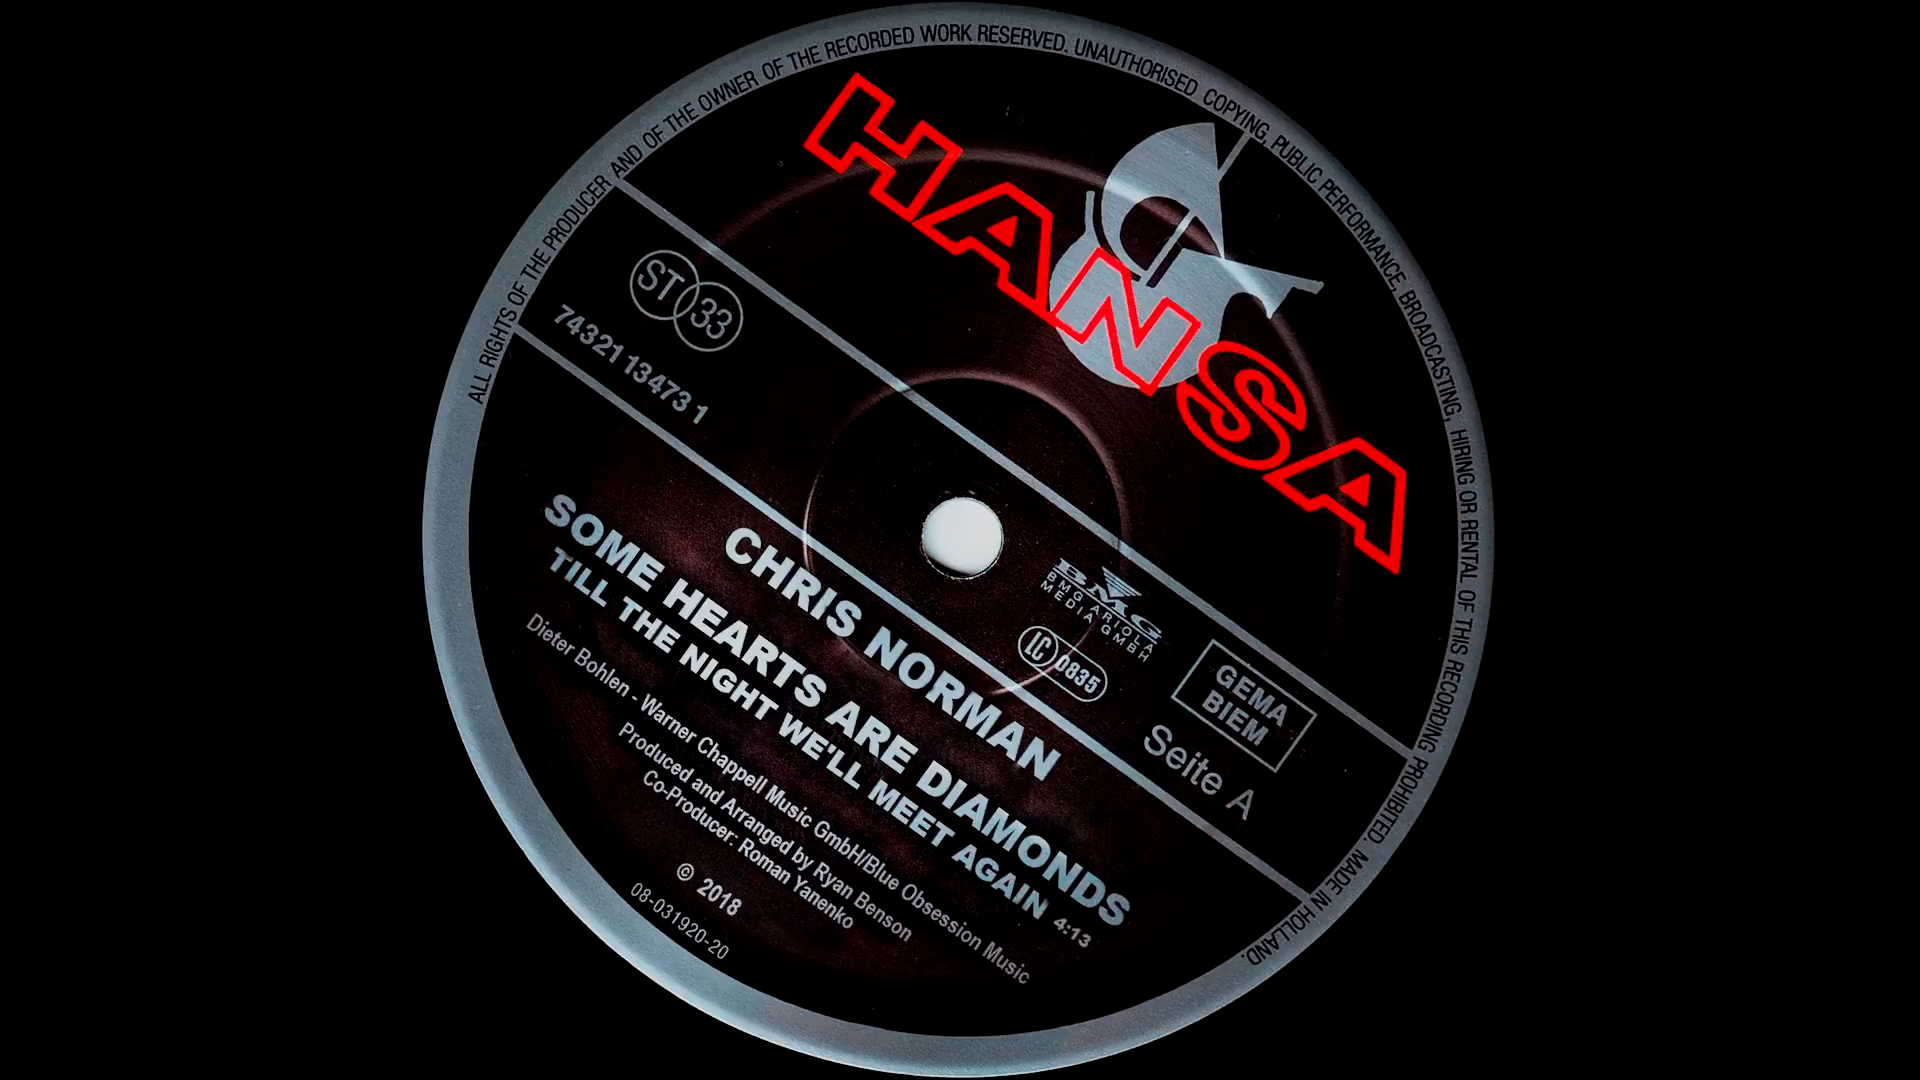 ALL RIGHTS OF THE PRODUCER AND OF THE OWNER OF THE RECORDED WORK RESERVED. UNAUTHORISED COPYING, PUBLIC PERFORMANCE, BROADCASTING, HIRING OR RENTAL OF THIS RECORDING PROHIBITED. MADE IN HOLLAND.
HANSA
ST 33
74321 13473 1
BMG
BMG ARIOLA
MEDIA GMBH
LC 0835
GEMA
BIEM
Seite A
CHRIS NORMAN
SOME HEARTS ARE DIAMONDS
TILL THE NIGHT WE'LL MEET AGAIN 4:13
Dieter Bohlen - Warner Chappell Music GmbH/Blue Obsession Music
Produced and Arranged by Ryan Benson
Co-Producer: Roman Yanenko
© 2018
08-031920-20